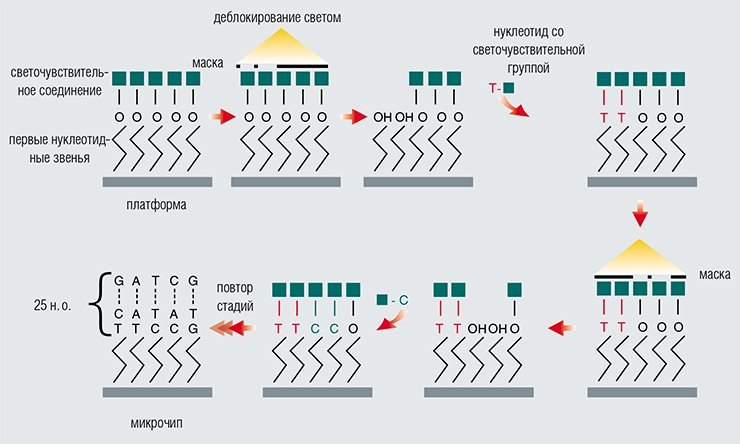 деблокирование светом
нуклеотид со
светочувствительной
группой
маска
светочувствитель-
ное соединение
T-
O O O O O
O O O O O
OH OH O O O
T T O O O
первые нуклеотид-
ные звенья
платформа
маска
G A T C G
повтор
стадий
- C
25 н. о.
C A T A T
T T C C G
T T C C O
T T OH OH O
T T O O O
микрочип